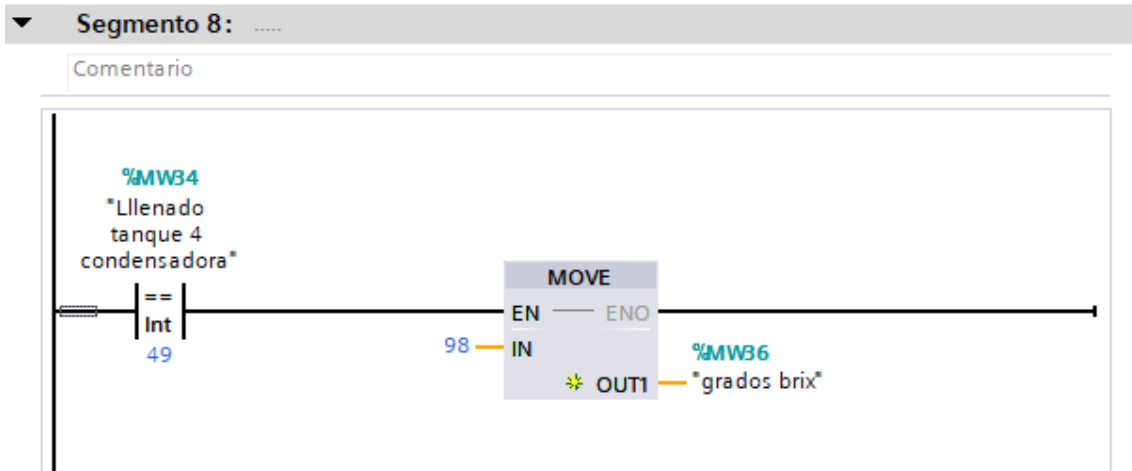 Segmento 8: .....
Comentario
%MW34
"Lllenado
tanque 4
condensadora"
==
Int
49
MOVE
EN ENO
98 IN
%MW36
OUT1 "grados brix"